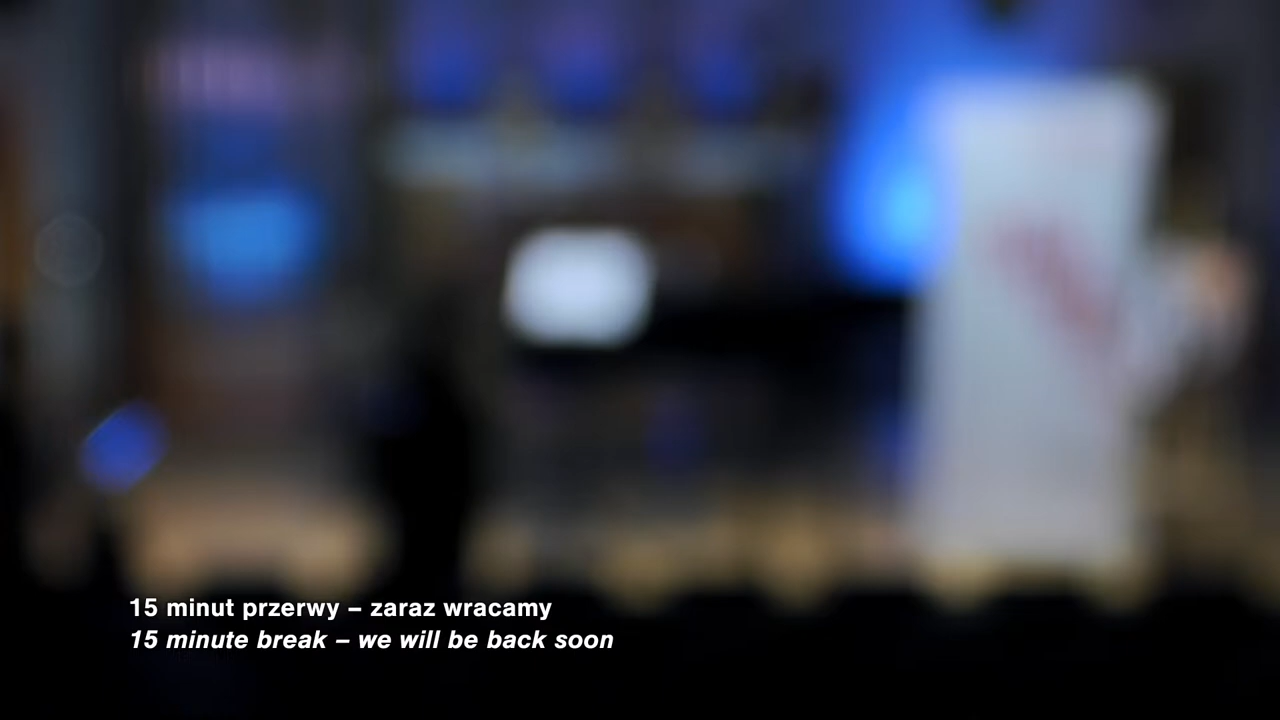 15 minut przerwy – zaraz wracamy
15 minute break – we will be back soon